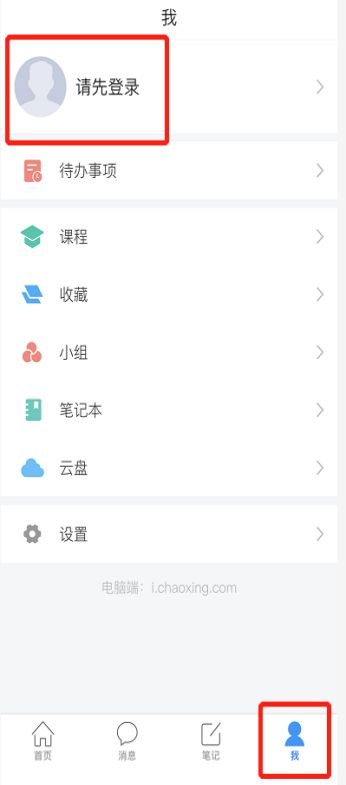 我
请先登录
待办事项
课程
收藏
小组
笔记本
云盘
设置
电脑端：i.chaoxing.com
首页
消息
笔记
我